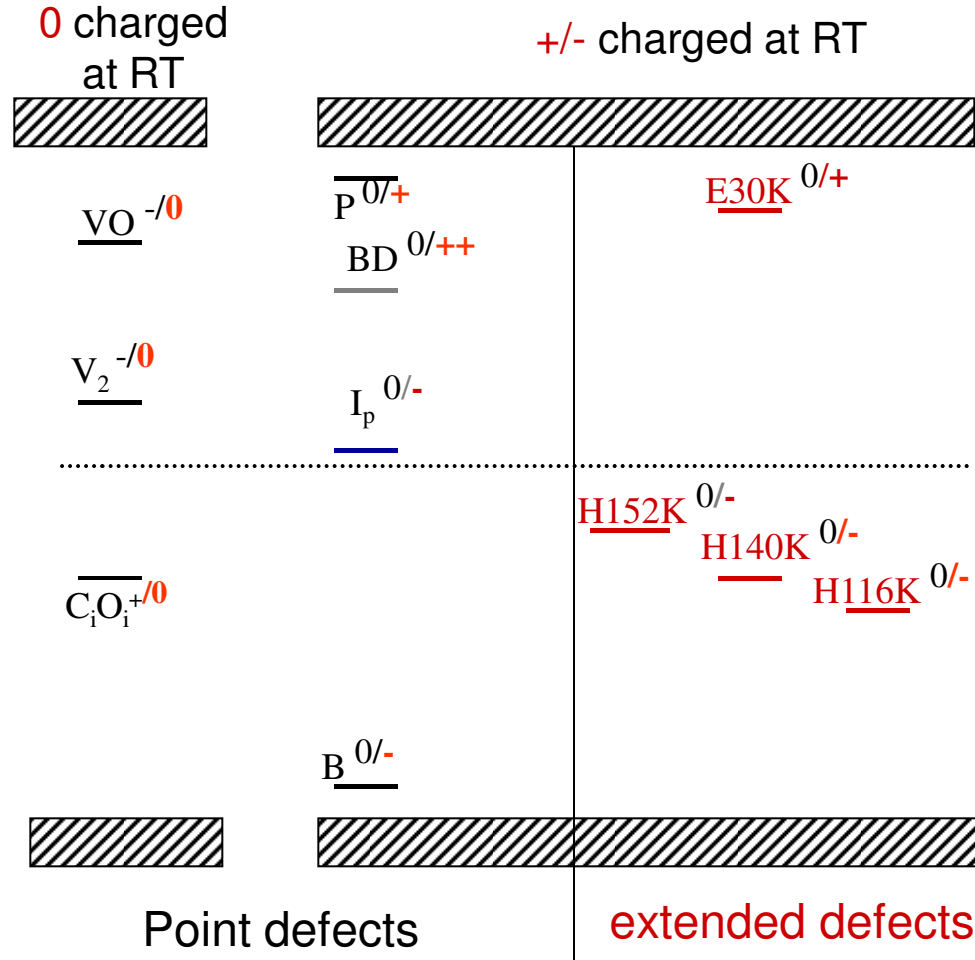 0 charged
at RT
+/- charged at RT
VO -/0
P 0/+
BD 0/++
E30K 0/+
V2 -/0
Ip 0/-
H152K 0/-
H140K 0/-
H116K 0/-
CiOi+/0
B 0/-
Point defects
extended defects